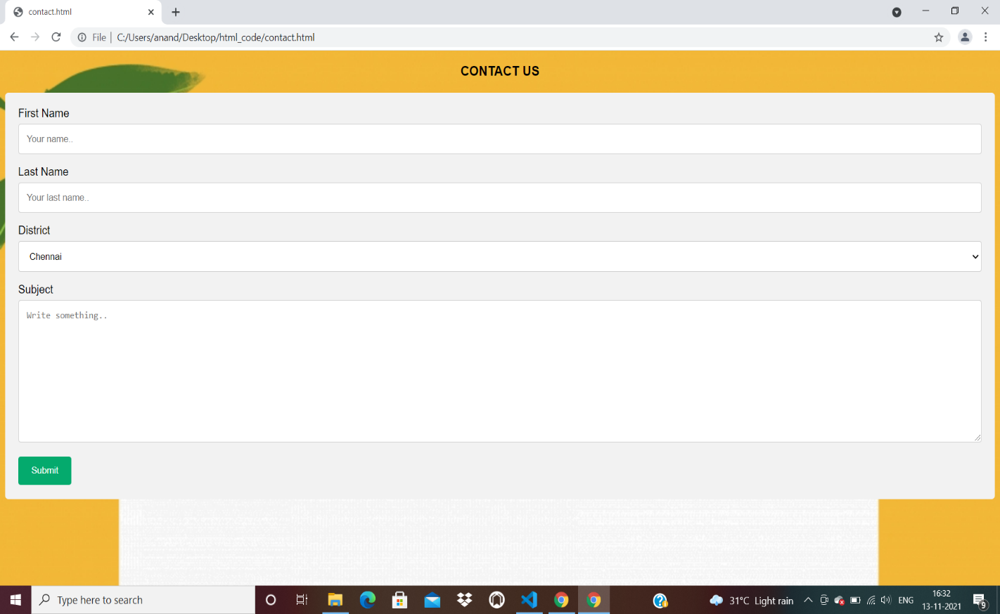 contact.html
File | C:/Users/anand/Desktop/html_code/contact.html
CONTACT US
First Name
Your name..
Last Name
Your last name..
District
Chennai
Subject
Write something..
Submit
Type here to search
31°C Light rain
ENG
16:32
13-11-2021
9